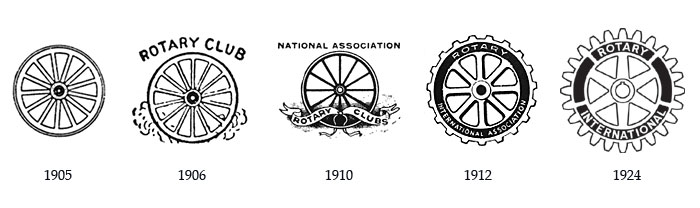 ROTARY CLUB
NATIONAL ASSOCIATION
ROTARY CLUBS
ROTARY
INTERNATIONAL ASSOCIATION
ROTARY
INTERNATIONAL
1905
1906
1910
1912
1924